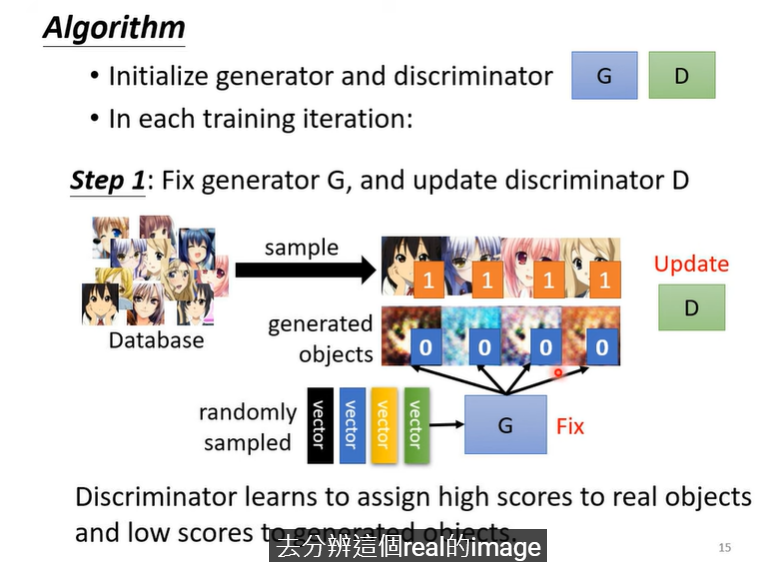 Algorithm
• Initialize generator and discriminator G D
• In each training iteration:
Step 1: Fix generator G, and update discriminator D
sample
1 1 1 1
Update
D
Database
generated
objects
0 0 0 0
randomly
sampled
vector vector vector vector
G
Fix
Discriminator learns to assign high scores to real objects
and low scores to generated objects.
去分辨這個real的image
15